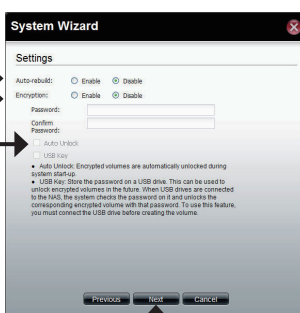 System Wizard
Settings
Auto-rebuild: Enable Disable
Encryption: Enable Disable
Password:
Confirm
Password:
Auto Unlock
USB Key
• Auto Unlock: Encrypted volumes are automatically unlocked during
system start-up.
• USB Key: Store the password on a USB drive. This can be used to
unlock encrypted volumes in the future. When USB drives are connected
to the NAS, the system checks the password on it and unlocks the
corresponding encrypted volume with that password. To use this feature,
you must connect the USB drive before creating the volume.
Previous Next Cancel